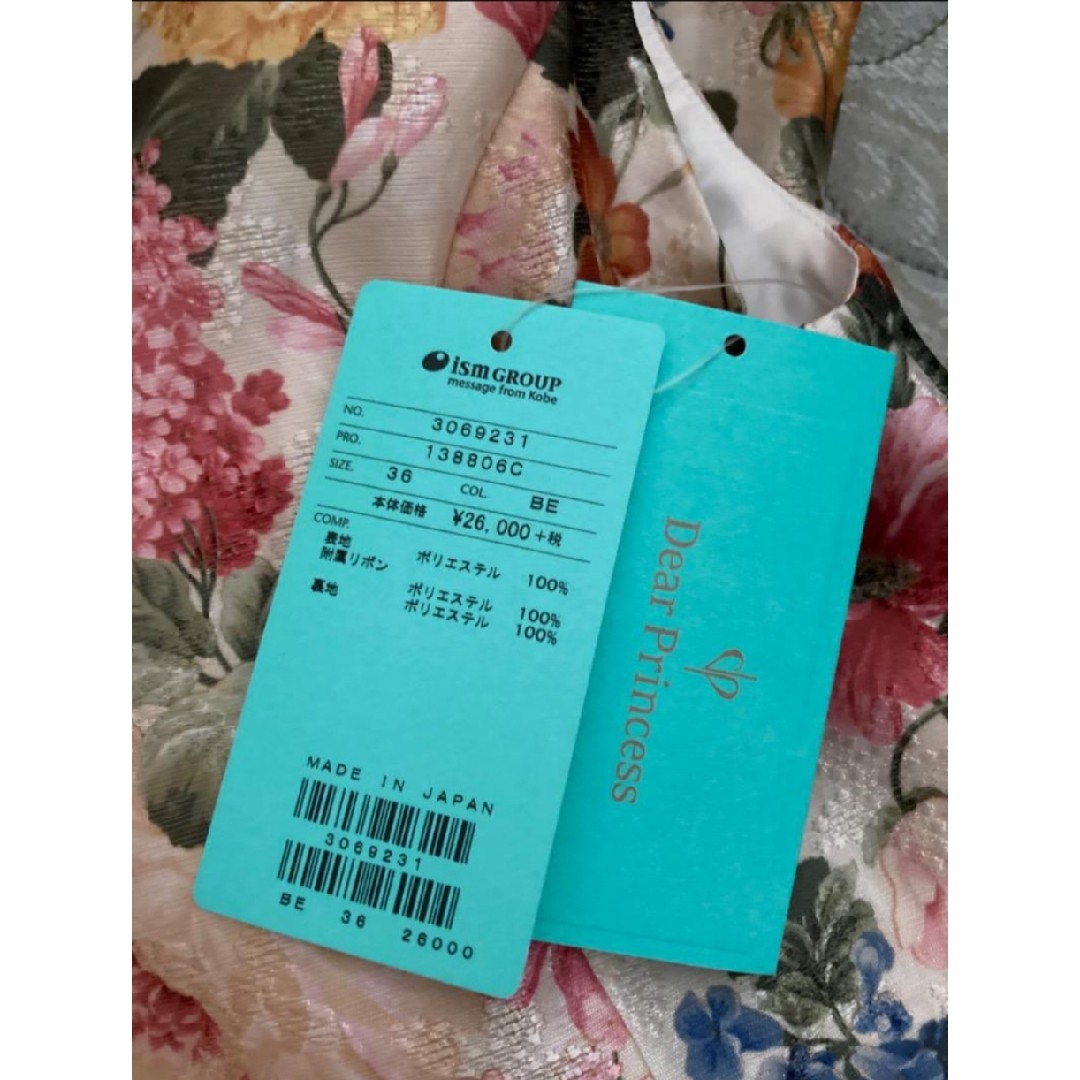 ism GROUP
message from Kobe
NO. 3069231
PRO. 138806C
SIZE. 36 COL. BE
本体価格 ¥26,000+税
COMP.
表地 ポリエステル 100%
附属リボン
ポリエステル 100%
裏地 ポリエステル 100%
MADE IN JAPAN
3069231
BE 36 26000
Dear Princess